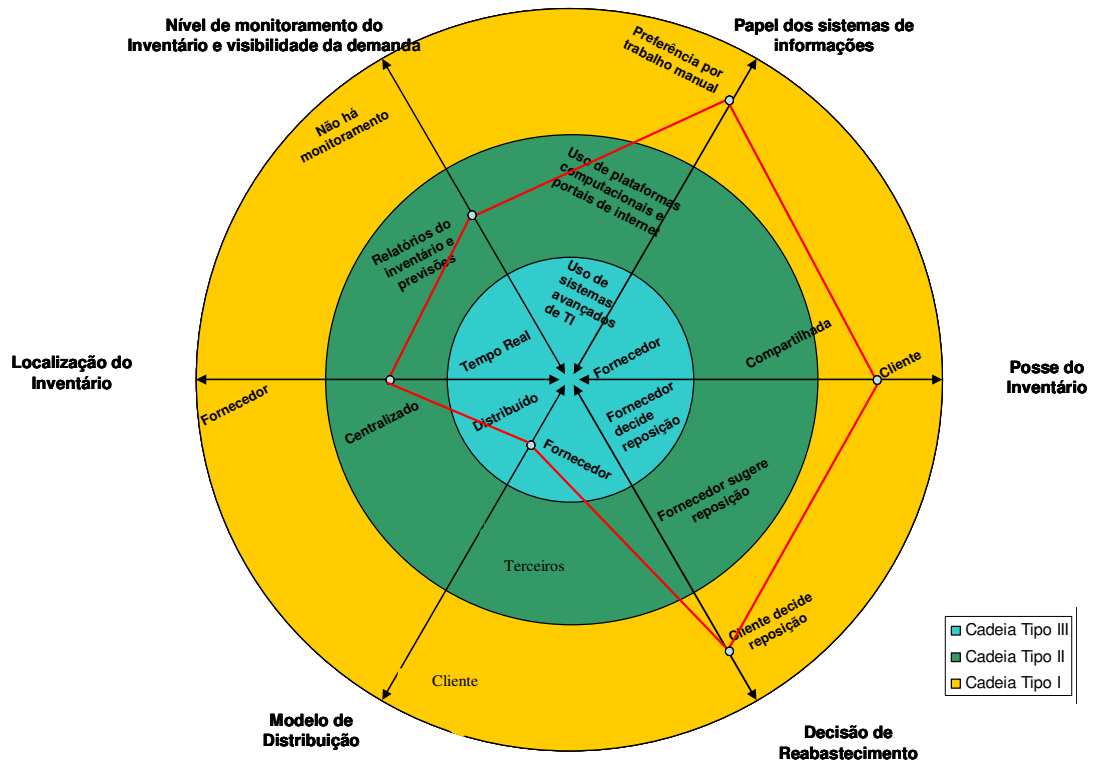 Nível de monitoramento do
Inventário e visibilidade da demanda
Papel dos sistemas de
informações
Preferência por
trabalho manual
Não há
monitoramento
Uso de plataformas
computacionais e
portais de internet
Relatórios do
inventário e
previsões
Uso de
sistemas
avançados
de TI
Tempo Real
Fornecedor
Compartilhada
Cliente
Localização do
Inventário
Posse do
Inventário
Fornecedor
Centralizado
Distribuído
Fornecedor
decide
reposição
Fornecedor
Fornecedor sugere
reposição
Terceiros
Cliente decide
reposição
Cliente
Modelo de
Distribuição
Decisão de
Reabastecimento
Cadeia Tipo III
Cadeia Tipo II
Cadeia Tipo I